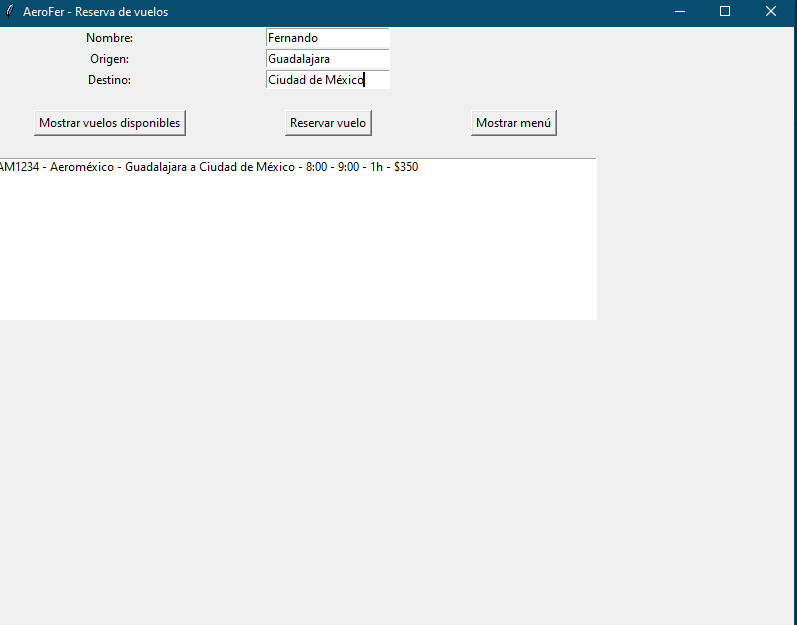 AeroFer - Reserva de vuelos
Nombre: Fernando
Origen: Guadalajara
Destino: Ciudad de México
Mostrar vuelos disponibles Reservar vuelo Mostrar menú
AM1234 - Aeroméxico - Guadalajara a Ciudad de México - 8:00 - 9:00 - 1h - $350